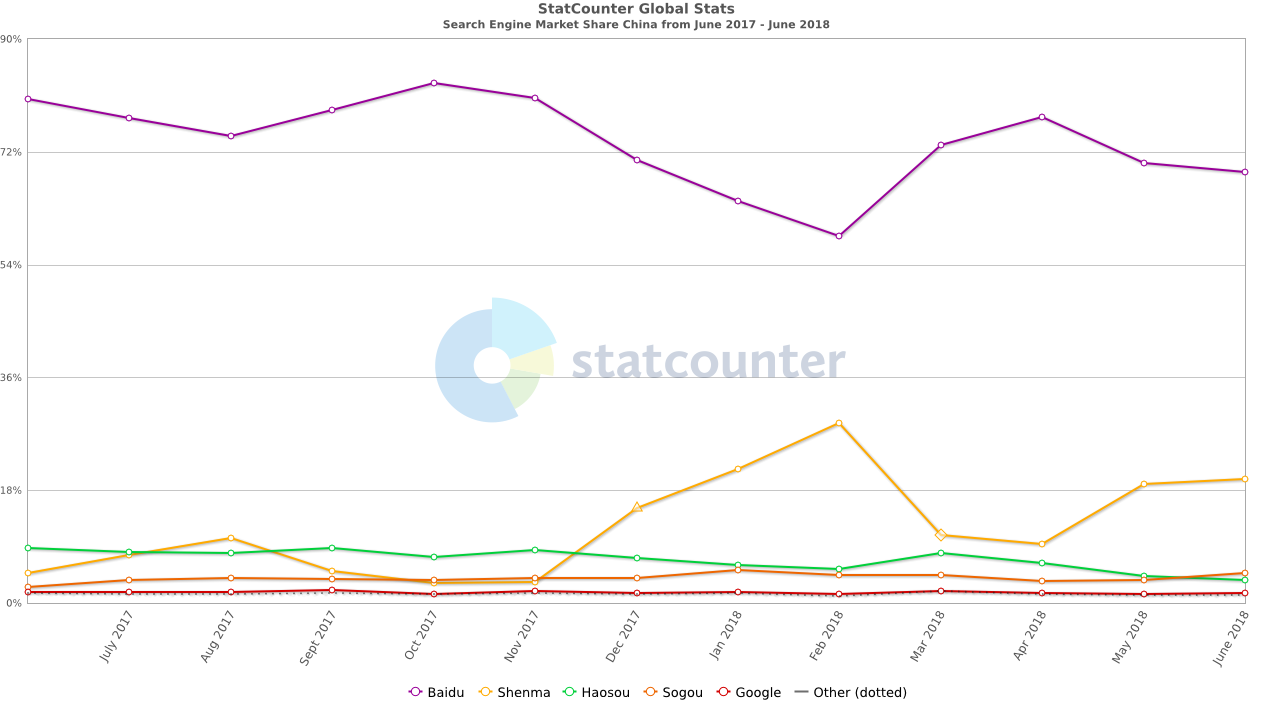 StatCounter Global Stats
Search Engine Market Share China from June 2017 - June 2018
90%
72%
54%
36%
18%
0%
statcounter
July 2017
Aug 2017
Sept 2017
Oct 2017
Nov 2017
Dec 2017
Jan 2018
Feb 2018
Mar 2018
Apr 2018
May 2018
June 2018
Baidu Shenma Haosou Sogou Google Other (dotted)